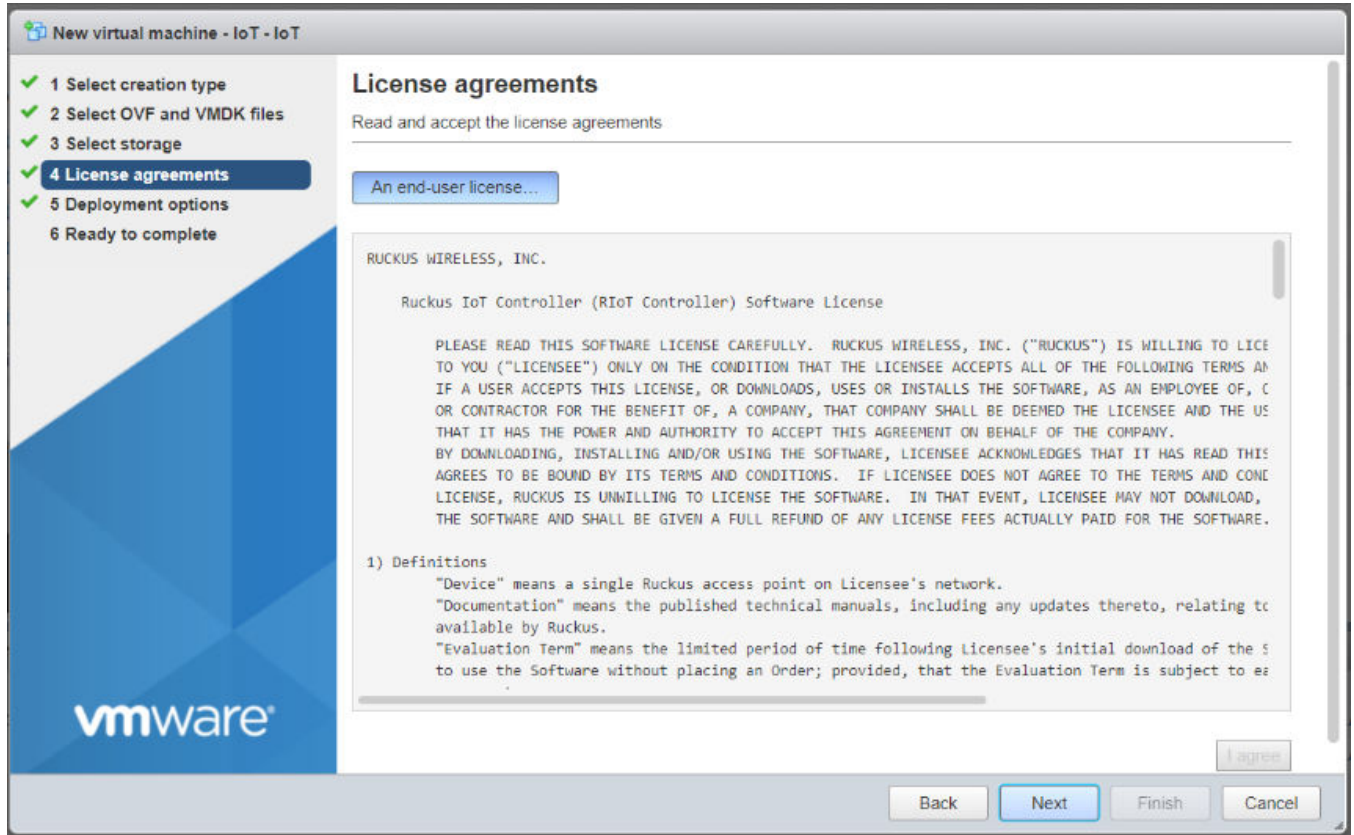 New virtual machine - IoT - IoT
1 Select creation type
2 Select OVF and VMDK files
3 Select storage
4 License agreements
5 Deployment options
6 Ready to complete
vmware®
License agreements
Read and accept the license agreements
An end-user license...
RUCKUS WIRELESS, INC.
Ruckus IoT Controller (RIoT Controller) Software License
PLEASE READ THIS SOFTWARE LICENSE CAREFULLY.  RUCKUS WIRELESS, INC. ("RUCKUS") IS WILLING TO LICE
TO YOU ("LICENSEE") ONLY ON THE CONDITION THAT THE LICENSEE ACCEPTS ALL OF THE FOLLOWING TERMS AN
IF A USER ACCEPTS THIS LICENSE, OR DOWNLOADS, USES OR INSTALLS THE SOFTWARE, AS AN EMPLOYEE OF,
OR CONTRACTOR FOR THE BENEFIT OF, A COMPANY, THAT COMPANY SHALL BE DEEMED THE LICENSEE AND THE US
THAT IT HAS THE POWER AND AUTHORITY TO ACCEPT THIS AGREEMENT ON BEHALF OF THE COMPANY.
BY DOWNLOADING, INSTALLING AND/OR USING THE SOFTWARE, LICENSEE ACKNOWLEDGES THAT IT HAS READ THIS
AGREES TO BE BOUND BY ITS TERMS AND CONDITIONS.  IF LICENSEE DOES NOT AGREE TO THE TERMS AND COND
LICENSE, RUCKUS IS UNWILLING TO LICENSE THE SOFTWARE.  IN THAT EVENT, LICENSEE MAY NOT DOWNLOAD,
THE SOFTWARE AND SHALL BE GIVEN A FULL REFUND OF ANY LICENSE FEES ACTUALLY PAID FOR THE SOFTWARE.
1) Definitions
"Device" means a single Ruckus access point on Licensee's network.
"Documentation" means the published technical manuals, including any updates thereto, relating to
available by Ruckus.
"Evaluation Term" means the limited period of time following Licensee's initial download of the S
to use the Software without placing an Order; provided, that the Evaluation Term is subject to ea
I agree
Back
Next
Finish
Cancel